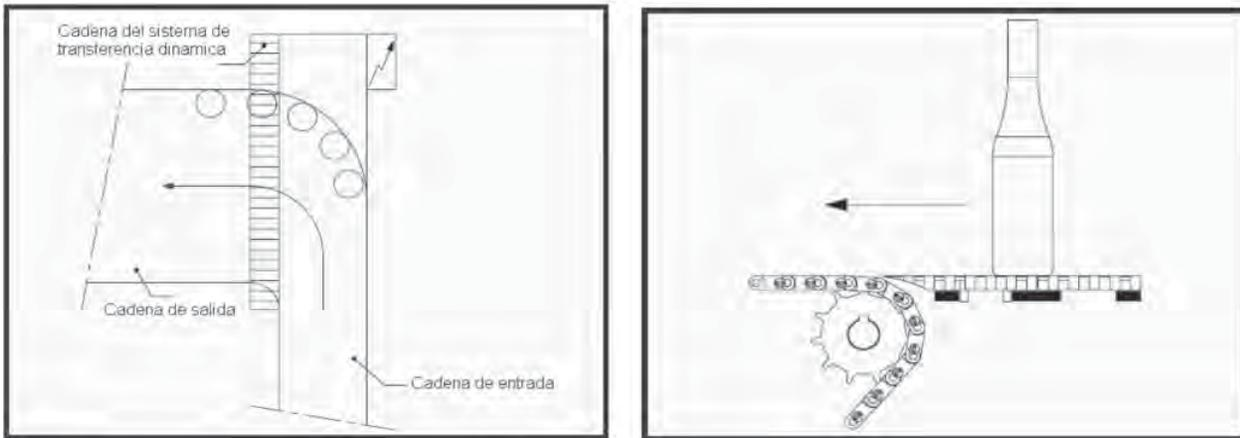 Cadena del sistema de
transferencia dinamica
Cadena de salida
Cadena de entrada